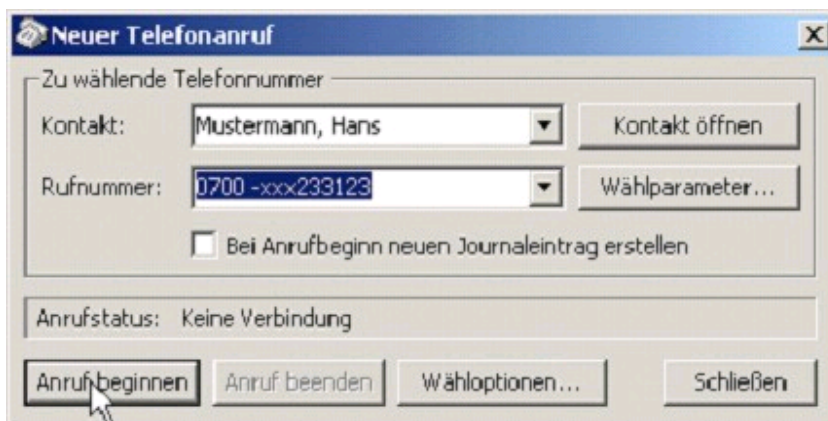 Neuer Telefonanruf
Zu wählende Telefonnummer
Kontakt: Mustermann, Hans Kontakt öffnen
Rufnummer: 0700 -xxx233123 Wählparameter...
Bei Anrufbeginn neuen Journaleintrag erstellen
Anrufstatus: Keine Verbindung
Anruf beginnen Anruf beenden Wähloptionen... Schließen